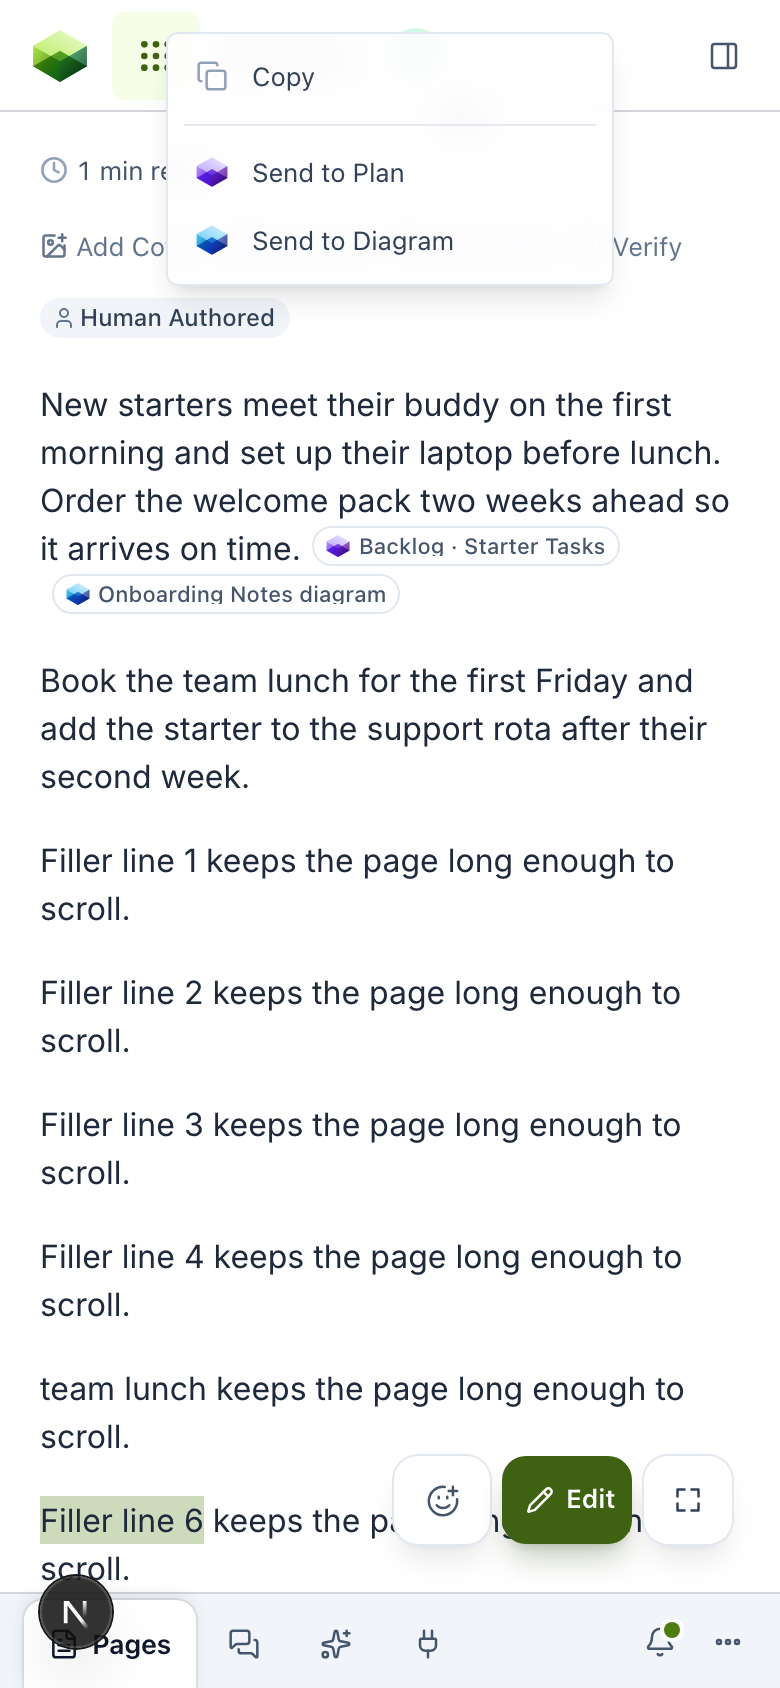 Copy
Send to Plan
Send to Diagram
1 min
Add
Verify
Human Authored
New starters meet their buddy on the first
morning and set up their laptop before lunch.
Order the welcome pack two weeks ahead so
it arrives on time. Backlog · Starter Tasks
Onboarding Notes diagram
Book the team lunch for the first Friday and
add the starter to the support rota after their
second week.
Filler line 1 keeps the page long enough to
scroll.
Filler line 2 keeps the page long enough to
scroll.
Filler line 3 keeps the page long enough to
scroll.
Filler line 4 keeps the page long enough to
scroll.
team lunch keeps the page long enough to
scroll.
Filler line 6 keeps the
Edit
scroll.
N
Pages